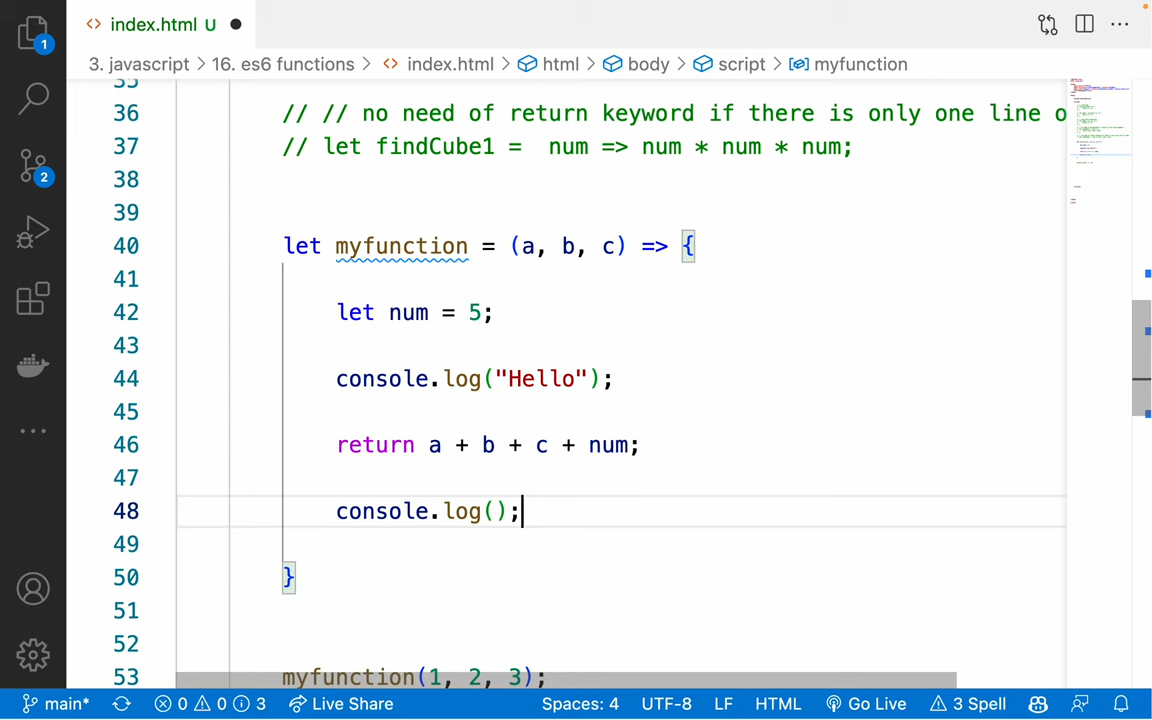 index.html U
3. javascript > 16. es6 functions > index.html > html > body > script > myfunction
35
36 // // no need of return keyword if there is only one line o
37 // let findCube1 =  num => num * num * num;
38
39
40 let myfunction = (a, b, c) => {
41
42 let num = 5;
43
44 console.log("Hello");
45
46 return a + b + c + num;
47
48 console.log();
49
50 }
51
52
53 myfunction(1, 2, 3);
1
2
main* 0 0 3 Live Share Spaces: 4 UTF-8 LF HTML Go Live 3 Spell